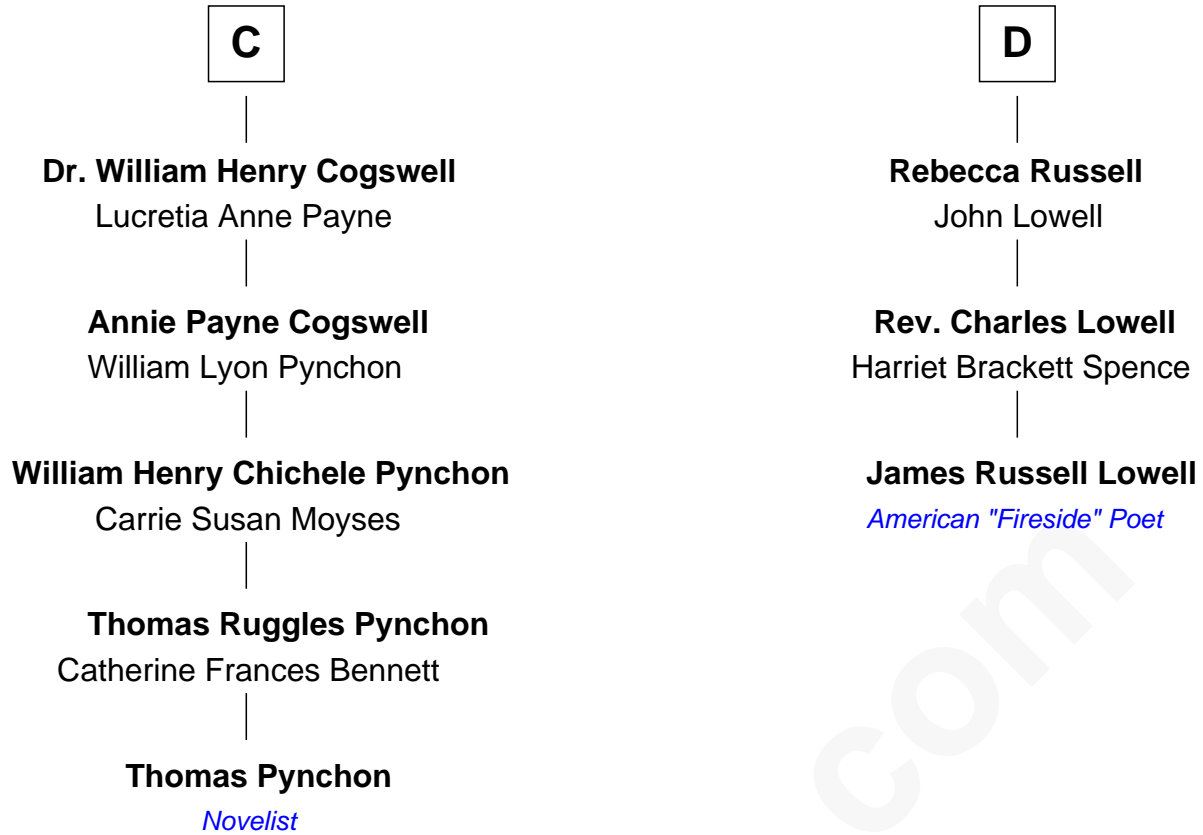 C
Dr. William Henry Cogswell
Lucretia Anne Payne
Annie Payne Cogswell
William Lyon Pynchon
William Henry Chichele Pynchon
Carrie Susan Moyses
Thomas Ruggles Pynchon
Catherine Frances Bennett
Thomas Pynchon
Novelist
D
Rebecca Russell
John Lowell
Rev. Charles Lowell
Harriet Brackett Spence
James Russell Lowell
American "Fireside" Poet
com